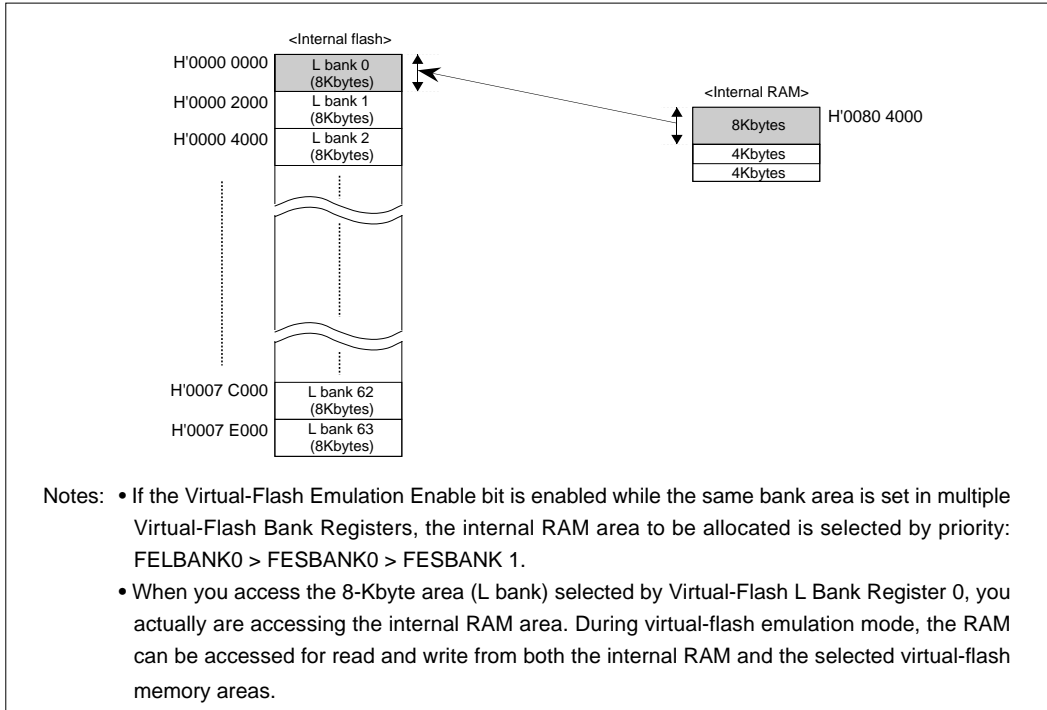 <Internal flash>
H'0000 0000
L bank 0
(8Kbytes)
H'0000 2000
L bank 1
(8Kbytes)
H'0000 4000
L bank 2
(8Kbytes)
<Internal RAM>
8Kbytes
H'0080 4000
4Kbytes
4Kbytes
H'0007 C000
L bank 62
(8Kbytes)
H'0007 E000
L bank 63
(8Kbytes)
Notes: • If the Virtual-Flash Emulation Enable bit is enabled while the same bank area is set in multiple
Virtual-Flash Bank Registers, the internal RAM area to be allocated is selected by priority:
FELBANK0 > FESBANK0 > FESBANK 1.
• When you access the 8-Kbyte area (L bank) selected by Virtual-Flash L Bank Register 0, you
actually are accessing the internal RAM area. During virtual-flash emulation mode, the RAM
can be accessed for read and write from both the internal RAM and the selected virtual-flash
memory areas.